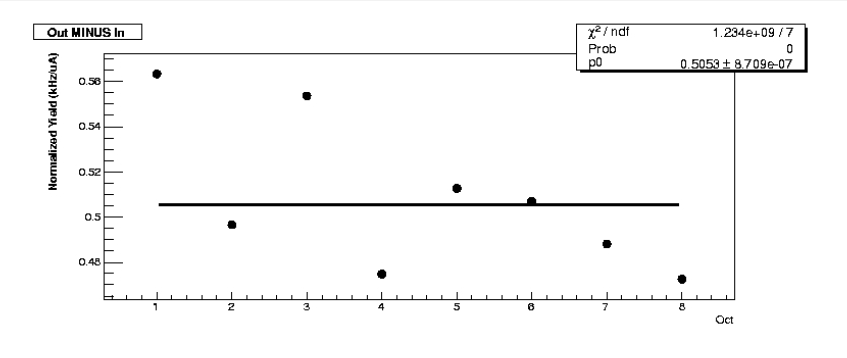 Out MINUS In
χ² / ndf 1.234e+09 / 7
Prob 0
p0 0.5053 ± 8.709e-07
Normalized Yield (kHz/uA)
0.56
0.54
0.52
0.5
0.48
1 2 3 4 5 6 7 8
Oct